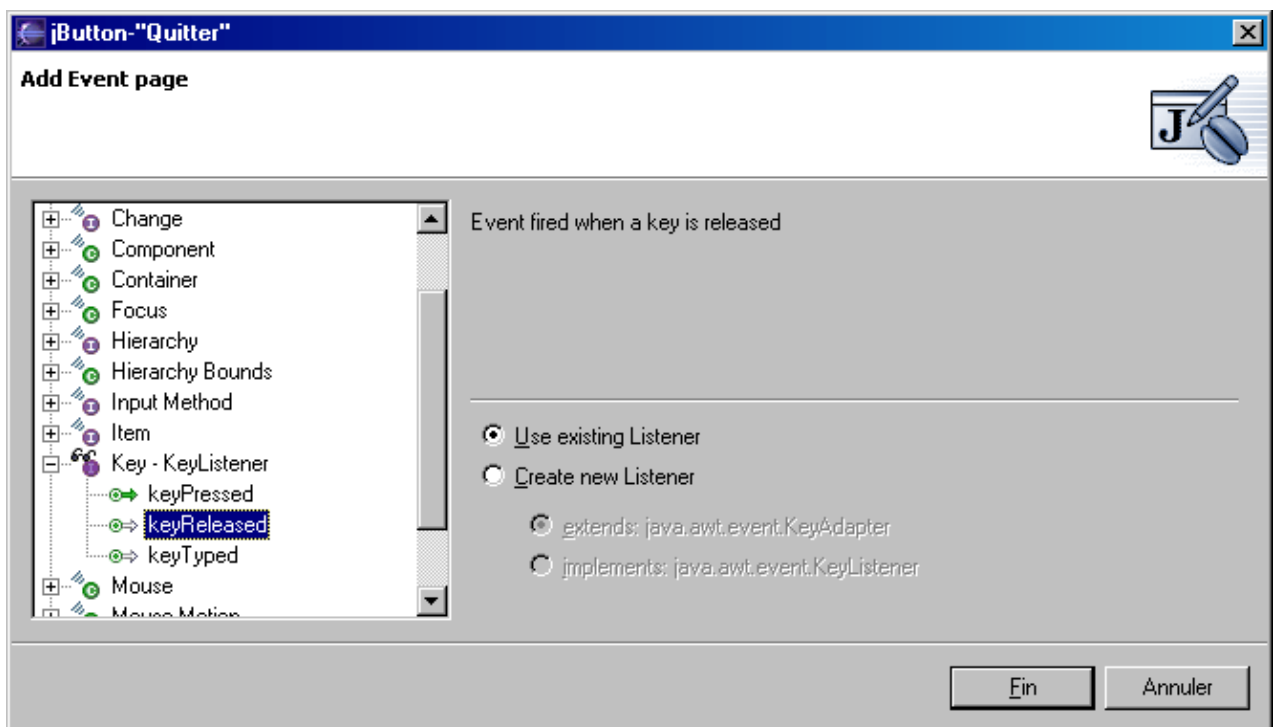 jButton-"Quitter"
Add Event page
J
Change
Component
Container
Focus
Hierarchy
Hierarchy Bounds
Input Method
Item
Key - KeyListener
keyPressed
keyReleased
keyTyped
Mouse
Mouse Motion
Event fired when a key is released
Use existing Listener
Create new Listener
extends: java.awt.event.KeyAdapter
implements: java.awt.event.KeyListener
Fin
Annuler